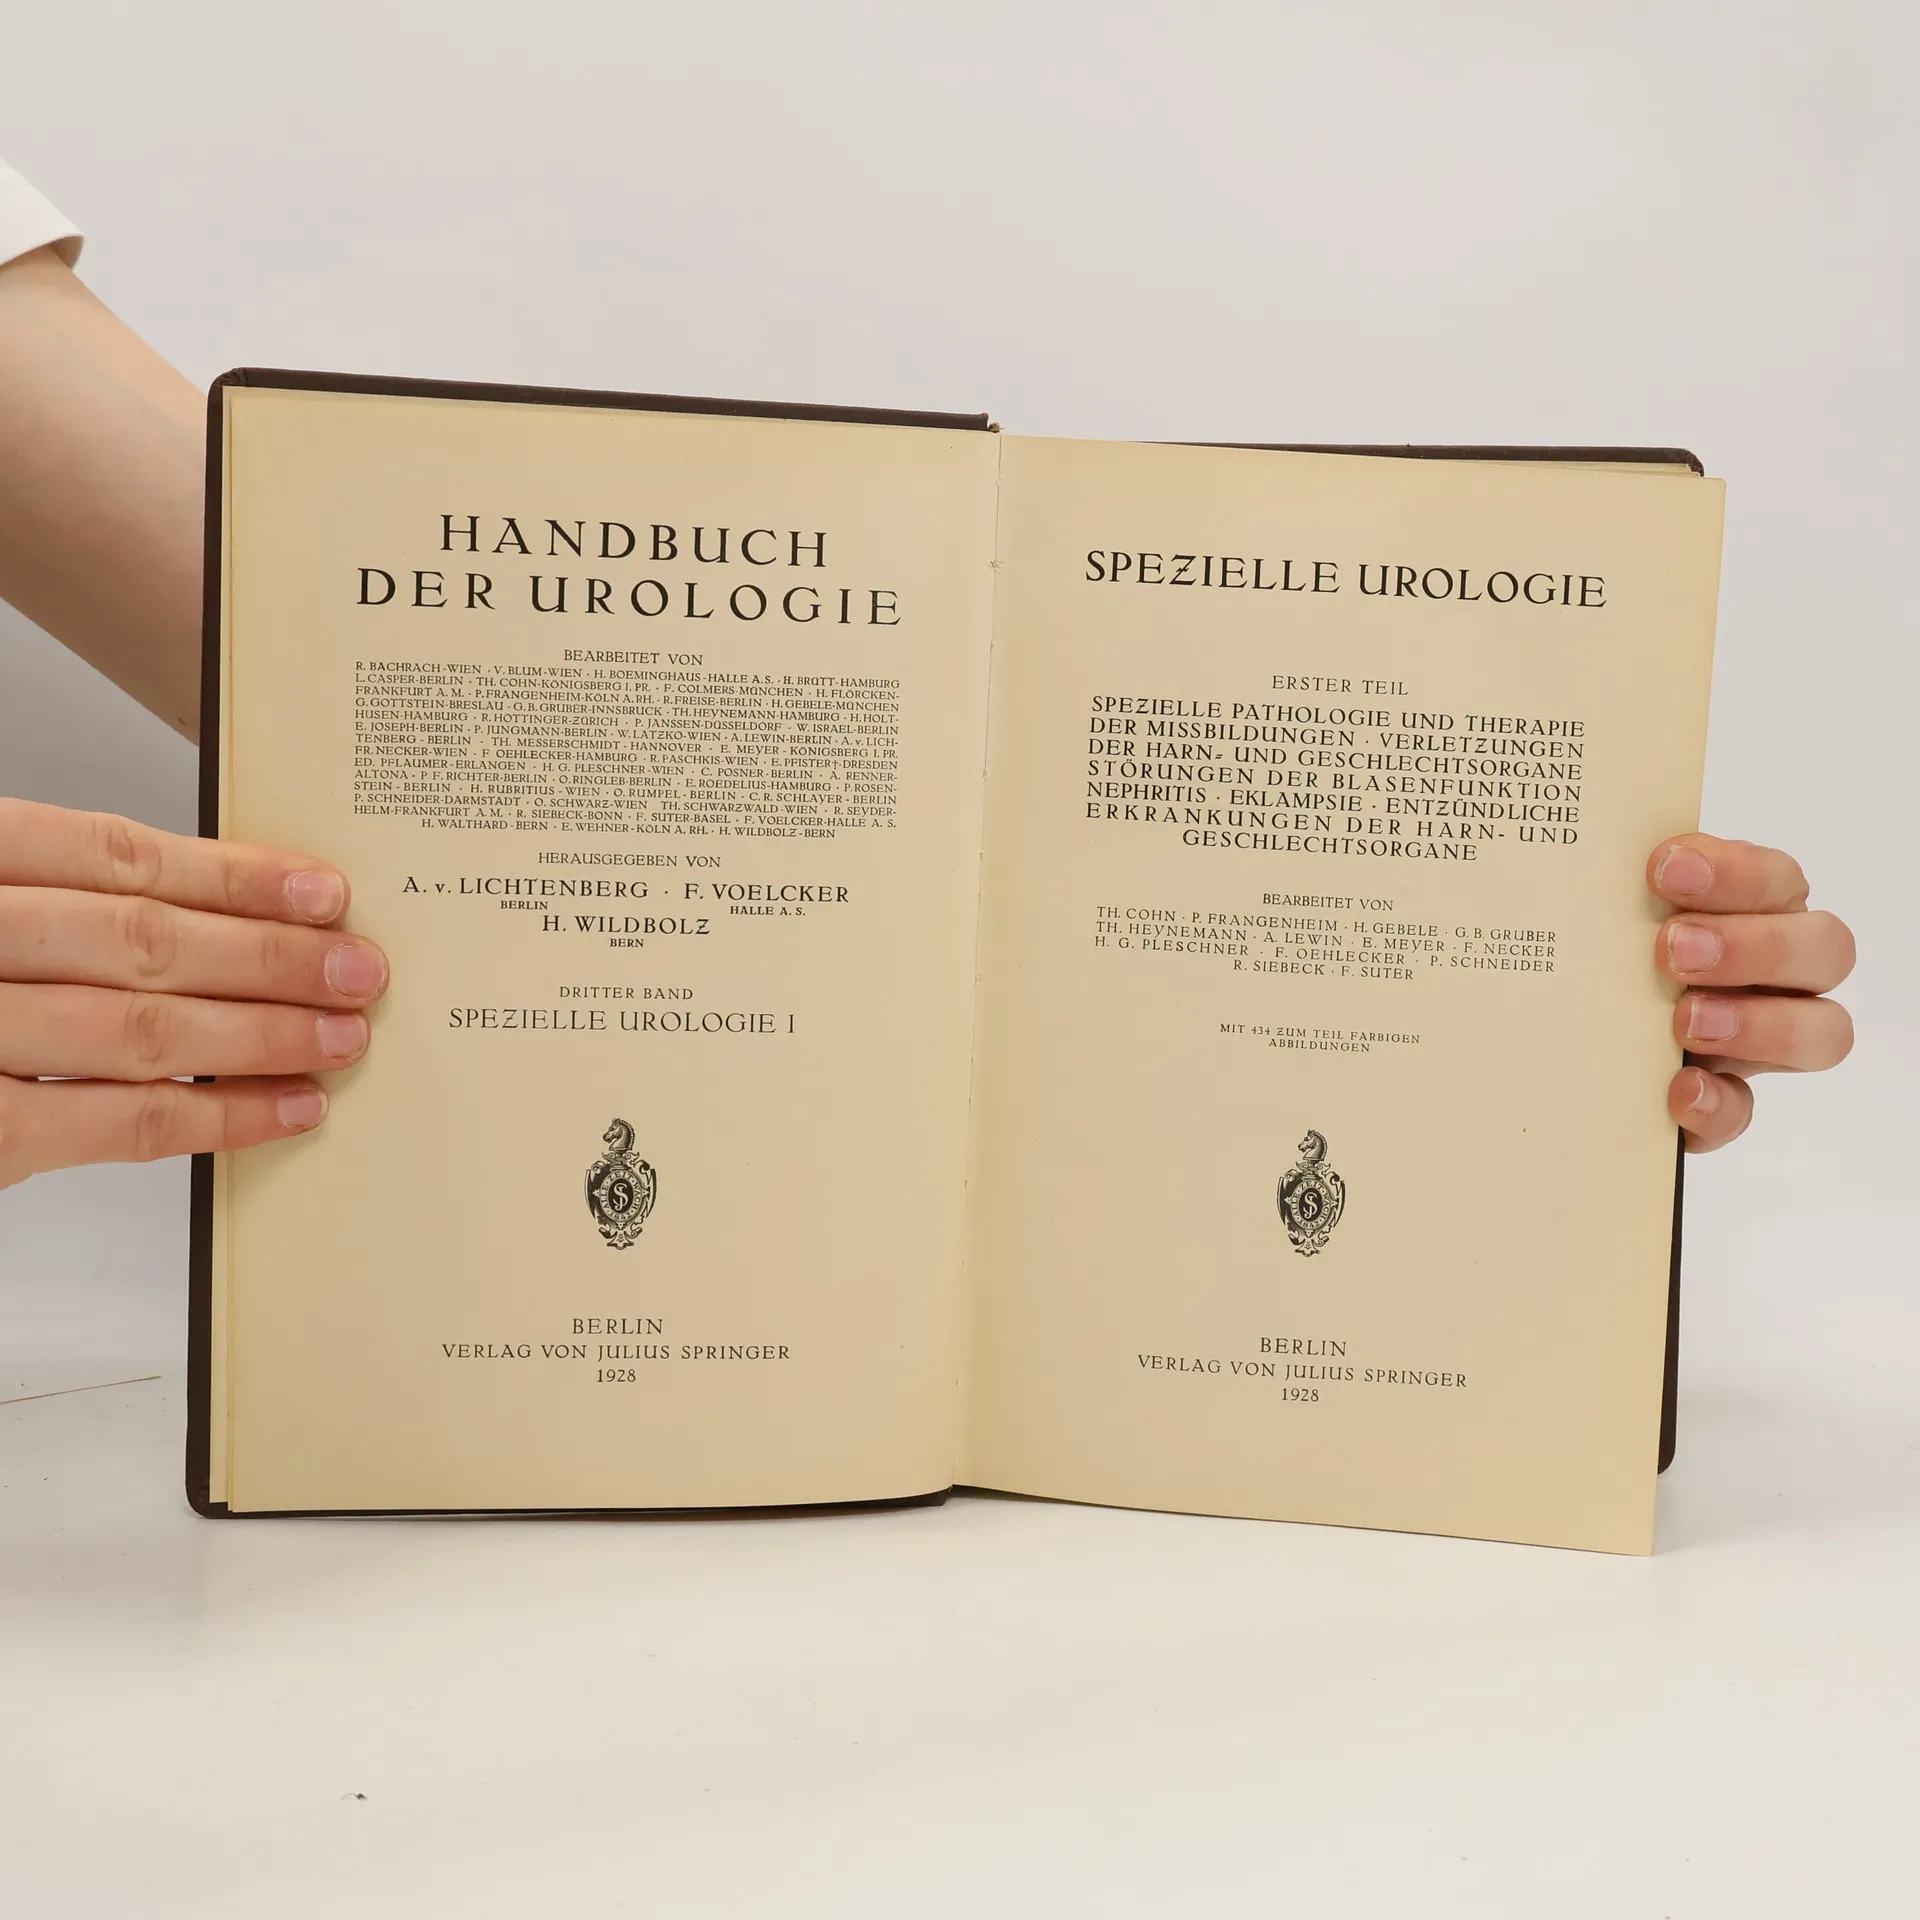 HANDBUCH
DER UROLOGIE
BEARBEITET VON
R. BACHRACH-WIEN · V. BLUM-WIEN · H. BOEMINGHAUS-HALLE A.S. · H. BRÜTT-HAMBURG
L. CASPER-BERLIN · TH. COHN-KÖNIGSBERG I. PR. · F. COLMERS-MÜNCHEN · H. FLÖRCKEN-
FRANKFURT A. M. · P. FRANGENHEIM-KÖLN A. RH. · R. FREISE-BERLIN · H. GEBELE-MÜNCHEN
G. GOTTSTEIN-BRESLAU · G. B. GRUBER-INNSBRUCK · TH. HEYNEMANN-HAMBURG · H. HOLT-
HUSEN-HAMBURG · R. HOTTINGER-ZÜRICH · P. JANSSEN-DÜSSELDORF · W. ISRAEL-BERLIN
E. JOSEPH-BERLIN · P. JUNGMANN-BERLIN · W. LATZKO-WIEN · A. LEWIN-BERLIN · A. v. LICH-
TENBERG - BERLIN · TH. MESSERSCHMIDT - HANNOVER · E. MEYER - KÖNIGSBERG I. PR.
FR. NECKER-WIEN · F. OEHLECKER-HAMBURG · R. PASCHKIS-WIEN · E. PFISTER†-DRESDEN
ED. PFLAUMER-ERLANGEN · H. G. PLESCHNER-WIEN · C. POSNER-BERLIN · A. RENNER-
ALTONA · P. F. RICHTER-BERLIN · O. RINGLEB-BERLIN · E. ROEDELIUS-HAMBURG · P. ROSEN-
STEIN - BERLIN · H. RUBRITIUS - WIEN · O. RUMPEL - BERLIN · C. R. SCHLAYER - BERLIN
P. SCHNEIDER-DARMSTADT · O. SCHWARZ-WIEN TH. SCHWARZWALD-WIEN · R. SEYDER-
HELM-FRANKFURT A. M. · R. SIEBECK-BONN · F. SUTER-BASEL · F. VOELCKER-HALLE A. S.
H. WALTHARD-BERN · E. WEHNER-KÖLN A. RH. · H. WILDBOLZ-BERN
HERAUSGEGEBEN VON
A. v. LICHTENBERG · F. VOELCKER
BERLIN HALLE A. S.
H. WILDBOLZ
BERN
DRITTER BAND
SPEZIELLE UROLOGIE I
ALLE·ZEIT·WACH
1842
BERLIN
VERLAG VON JULIUS SPRINGER
1928
SPEZIELLE UROLOGIE
ERSTER TEIL
SPEZIELLE PATHOLOGIE UND THERAPIE
DER MISSBILDUNGEN · VERLETZUNGEN
DER HARN- UND GESCHLECHTSORGANE
STÖRUNGEN DER BLASENFUNKTION
NEPHRITIS · EKLAMPSIE · ENTZÜNDLICHE
ERKRANKUNGEN DER HARN- UND
GESCHLECHTSORGANE
BEARBEITET VON
TH. COHN · P. FRANGENHEIM · H. GEBELE · G. B. GRUBER
TH. HEYNEMANN · A. LEWIN · E. MEYER · F. NECKER
H. G. PLESCHNER · F. OEHLECKER · P. SCHNEIDER
R. SIEBECK · F. SUTER
MIT 434 ZUM TEIL FARBIGEN
ABBILDUNGEN
ALLE·ZEIT·WACH
1842
BERLIN
VERLAG VON JULIUS SPRINGER
1928